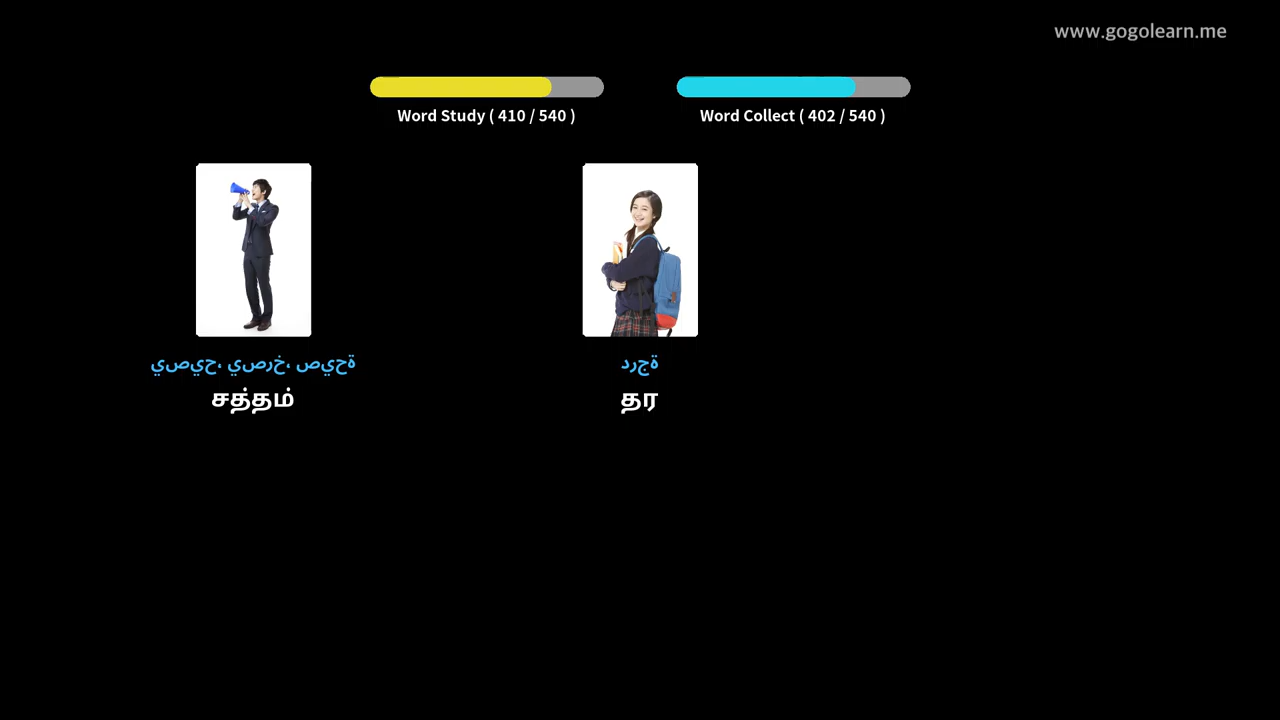 www.gogolearn.me
Word Study ( 410 / 540 )
Word Collect ( 402 / 540 )
يصيح، يصرخ، صيحة
சத்தம்
درجة
தர